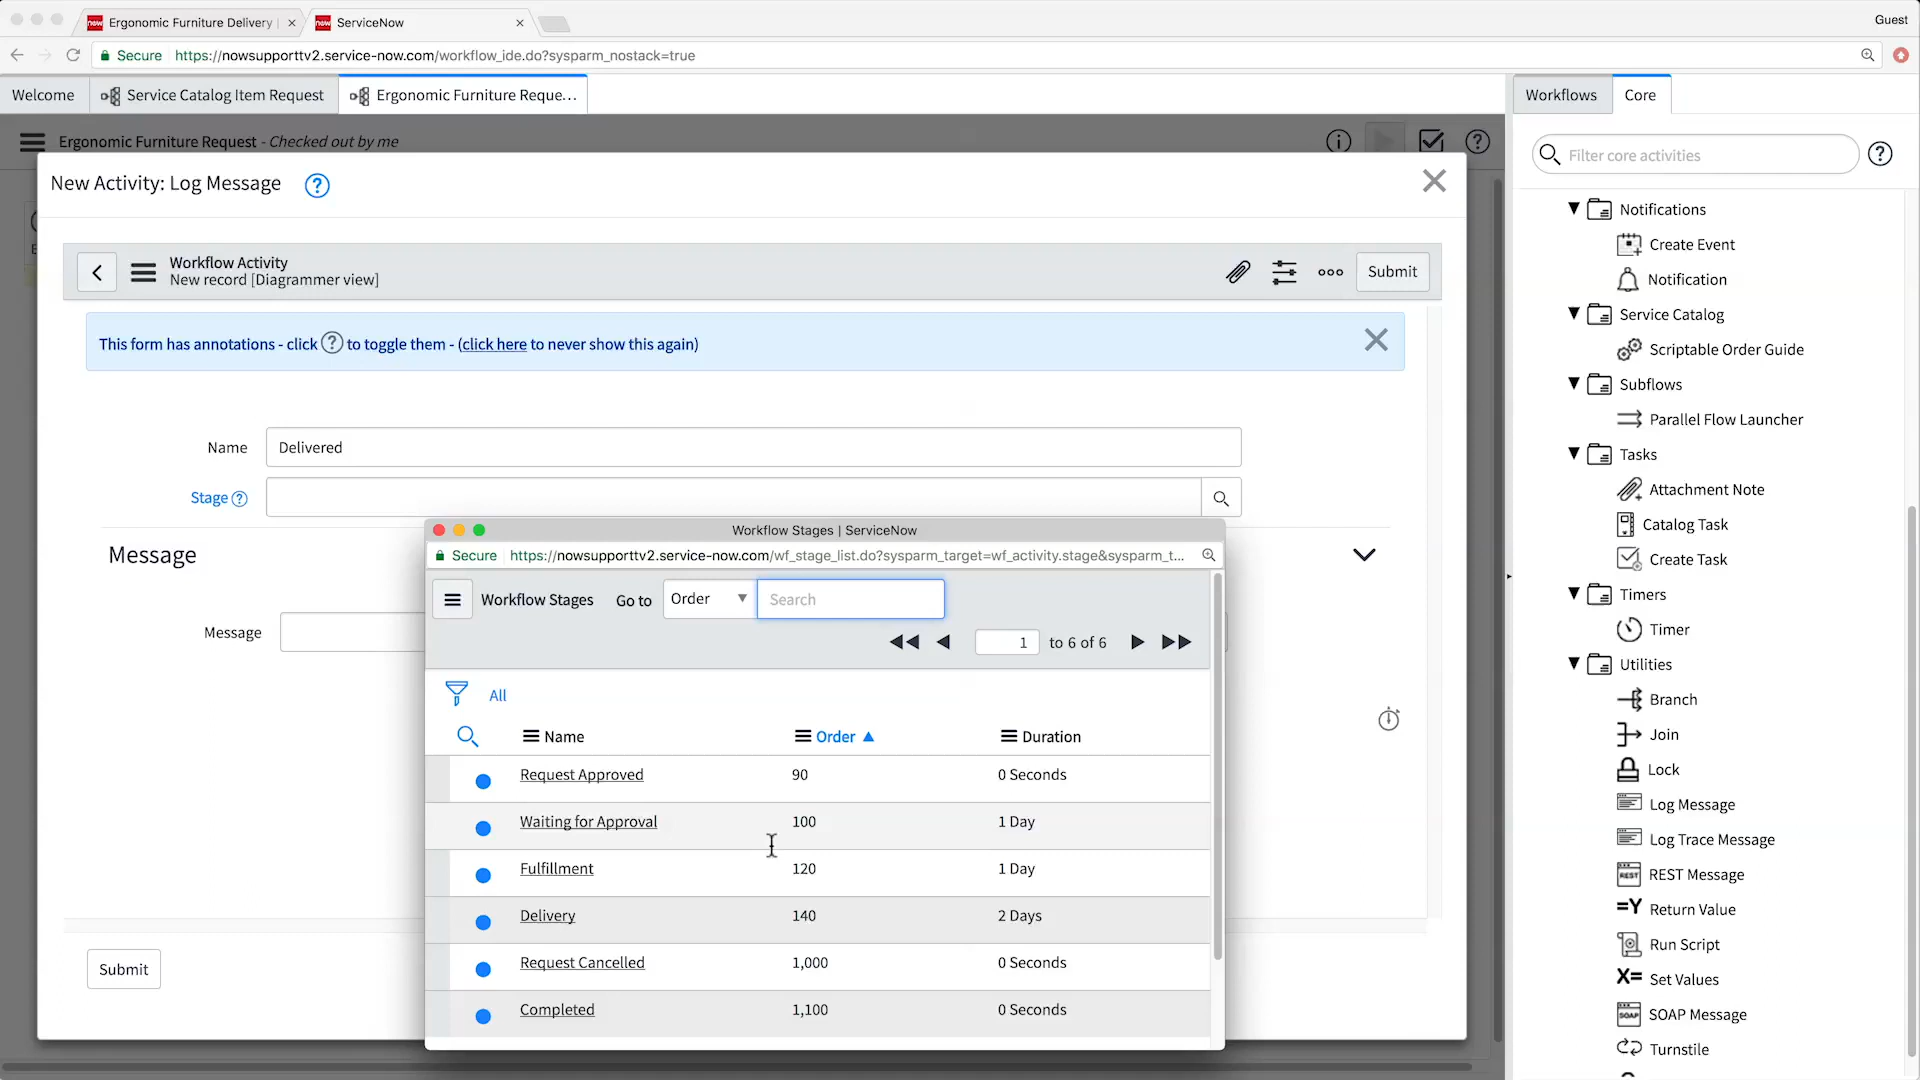 Ergonomic Furniture Delivery
ServiceNow
Guest
Secure https://nowsupporttv2.service-now.com/workflow_ide.do?sysparm_nostack=true
Welcome
Service Catalog Item Request
Ergonomic Furniture Reque...
Workflows
Core
Ergonomic Furniture Request - Checked out by me
Filter core activities
New Activity: Log Message
Workflow Activity
New record [Diagrammer view]
Submit
This form has annotations - click ? to toggle them - (click here to never show this again)
Name
Delivered
Stage
Message
Message
Submit
Workflow Stages | ServiceNow
Secure https://nowsupporttv2.service-now.com/wf_stage_list.do?sysparm_target=wf_activity.stage&sysparm_t...
Workflow Stages Go to Order Search
1 to 6 of 6
All
Name Order Duration
Request Approved 90 0 Seconds
Waiting for Approval 100 1 Day
Fulfillment 120 1 Day
Delivery 140 2 Days
Request Cancelled 1,000 0 Seconds
Completed 1,100 0 Seconds
Notifications
Create Event
Notification
Service Catalog
Scriptable Order Guide
Subflows
Parallel Flow Launcher
Tasks
Attachment Note
Catalog Task
Create Task
Timers
Timer
Utilities
Branch
Join
Lock
Log Message
Log Trace Message
REST Message
Return Value
Run Script
Set Values
SOAP Message
Turnstile